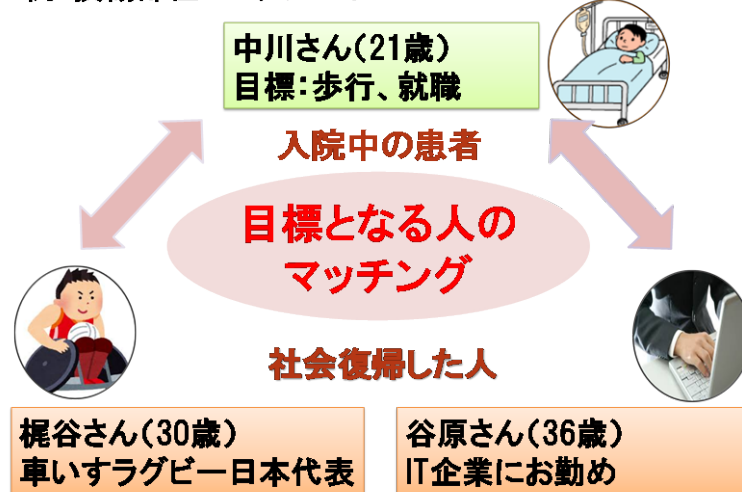 中川さん(21歳)
目標:歩行、就職
入院中の患者
目標となる人の
マッチング
社会復帰した人
梶谷さん(30歳)
車いすラグビー日本代表
谷原さん(36歳)
IT企業にお勤め